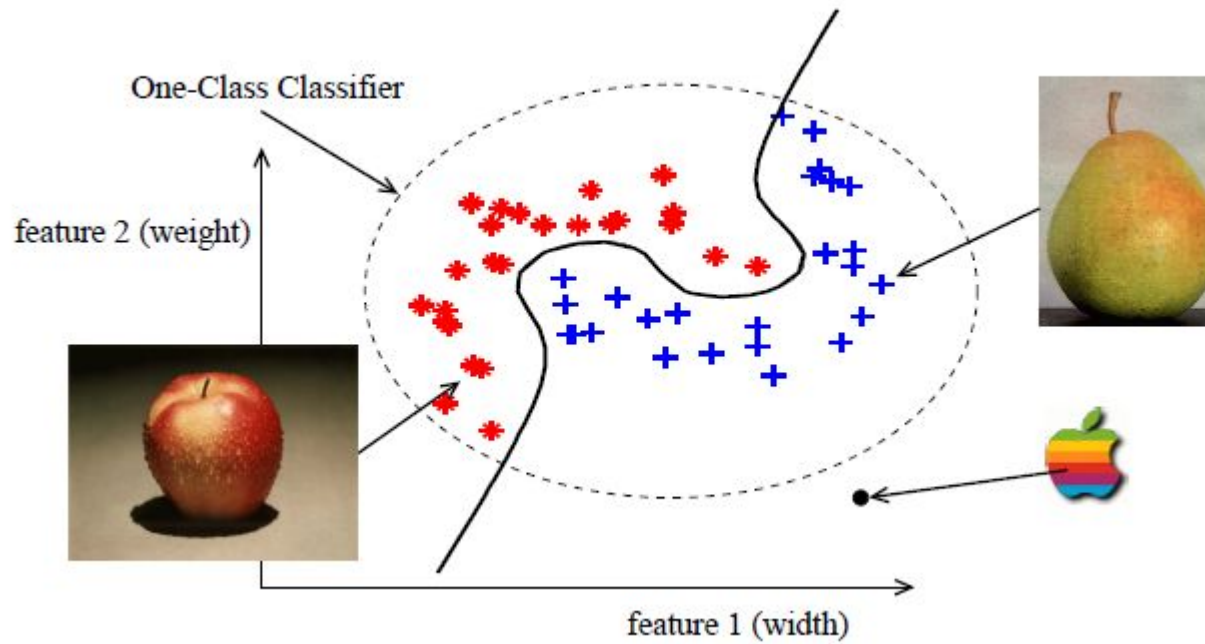 One-Class Classifier
feature 2 (weight)
feature 1 (width)